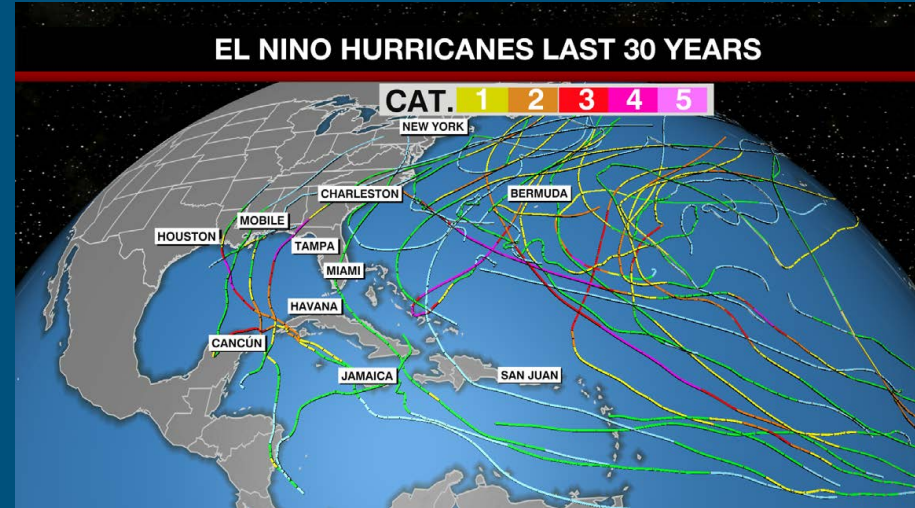 EL NINO HURRICANES LAST 30 YEARS
CAT. 1 2 3 4 5
NEW YORK
CHARLESTON
BERMUDA
MOBILE
HOUSTON
TAMPA
MIAMI
HAVANA
CANCÚN
JAMAICA
SAN JUAN